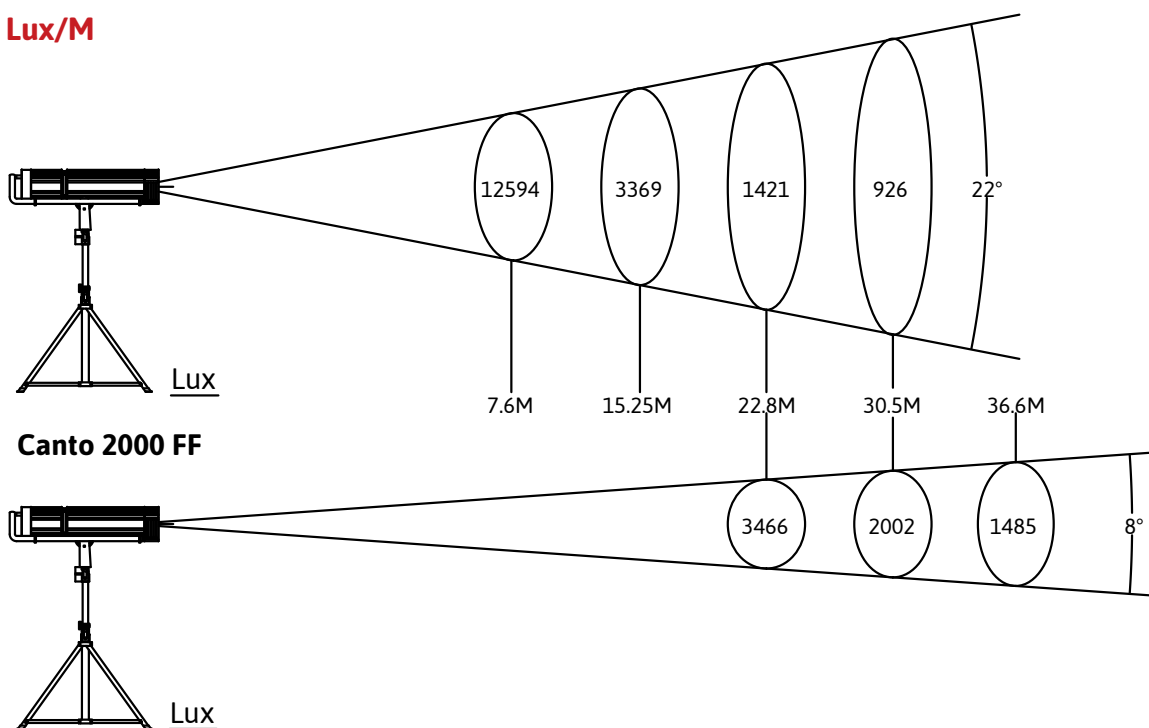 Lux/M
12594 3369 1421 926 22°
Lux
7.6M 15.25M 22.8M 30.5M 36.6M
Canto 2000 FF
3466 2002 1485 8°
Lux